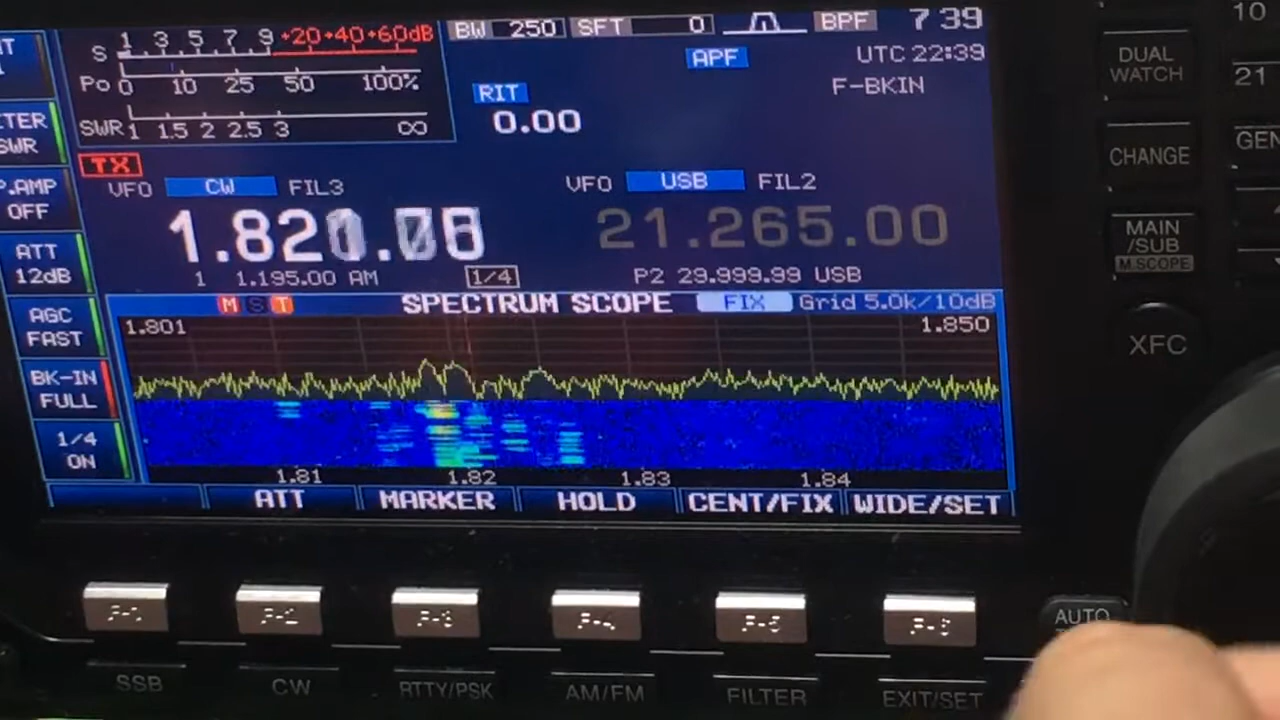 S 1 3 5 7 9 +20 +40 +60dB
BW 250 SFT 0 BPF 7 39
10
APF
UTC 22:39
DUAL
WATCH
21
Po 0 10 25 50 100%
RIT
F-BKIN
0.00
SWR 1 1.5 2 2.5 3 ∞
SWR
CHANGE
GEN
TX
P.AMP
OFF
VFO CW FIL3
VFO USB FIL2
21.265.00
MAIN
/SUB
M.SCOPE
ATT
12dB
1 1.195.00 AM
1/4
P2 29.999.99 USB
M S T
SPECTRUM SCOPE
FIX
Grid 5.0k/10dB
AGC
FAST
1.801
1.850
XFC
BK-IN
FULL
1/4
ON
1.81 1.82 1.83 1.84
ATT MARKER HOLD CENT/FIX WIDE/SET
F-1 F-2 F-3 F-4 F-5
AUTO
SSB CW RTTY/PSK AM/FM FILTER EXIT/SET